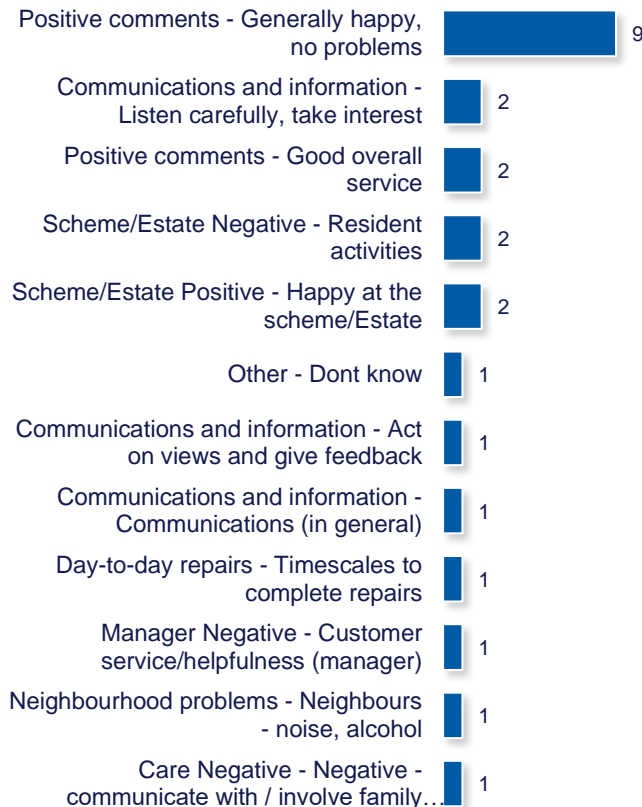 Positive comments - Generally happy,
no problems
9
Communications and information -
Listen carefully, take interest
2
Positive comments - Good overall
service
2
Scheme/Estate Negative - Resident
activities
2
Scheme/Estate Positive - Happy at the
scheme/Estate
2
Other - Dont know
1
Communications and information - Act
on views and give feedback
1
Communications and information -
Communications (in general)
1
Day-to-day repairs - Timescales to
complete repairs
1
Manager Negative - Customer
service/helpfulness (manager)
1
Neighbourhood problems - Neighbours
- noise, alcohol
1
Care Negative - Negative -
communicate with / involve family…
1